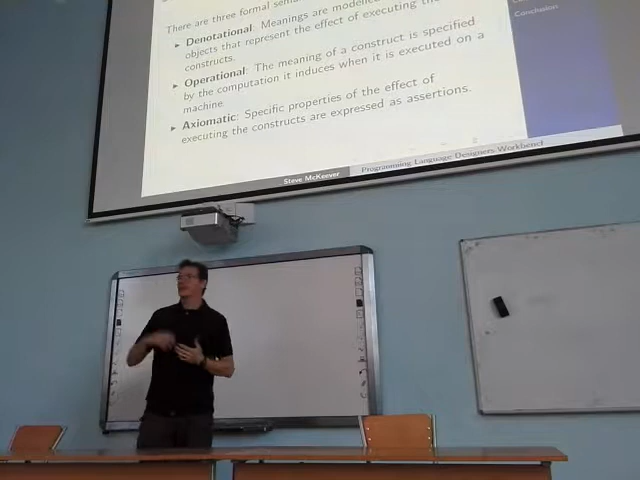 There are three formal
Denotational: Meanings are modelle
objects that represent the effect of executing the
constructs.
Operational: The meaning of a construct is specified
by the computation it induces when it is executed on a
machine.
Axiomatic: Specific properties of the effect of
executing the constructs are expressed as assertions.
Conclusion
Steve McKeever
Programming Language Designers Workbench